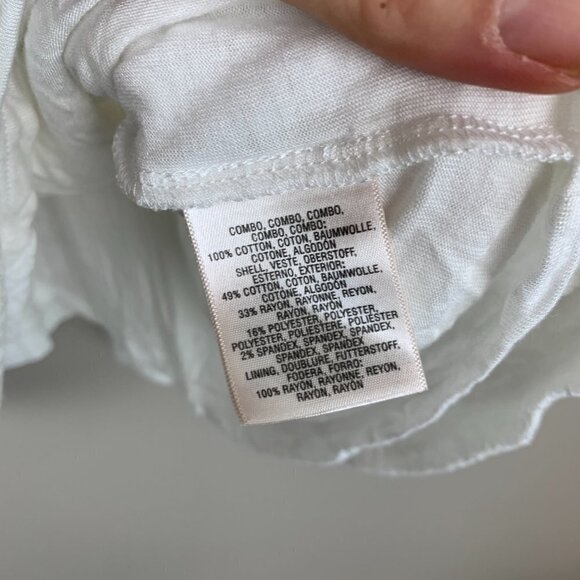 COMBO, COMBO, COMBO,
COMBO, COMBO:
100% COTTON, COTON, BAUMWOLLE,
COTONE, ALGODÓN
SHELL, VESTE, OBERSTOFF,
ESTERNO, EXTERIOR:
49% COTTON, COTON, BAUMWOLLE,
COTONE, ALGODÓN
33% RAYON, RAYONNE, REYON,
RAYON, RAYÓN
16% POLYESTER, POLYESTER,
POLYESTER, POLIESTERE, POLIÉSTER
2% SPANDEX, SPANDEX, SPANDEX,
SPANDEX, SPANDEX
LINING, DOUBLURE, FUTTERSTOFF,
FODERA, FORRO:
100% RAYON, RAYONNE, REYON,
RAYON, RAYÓN